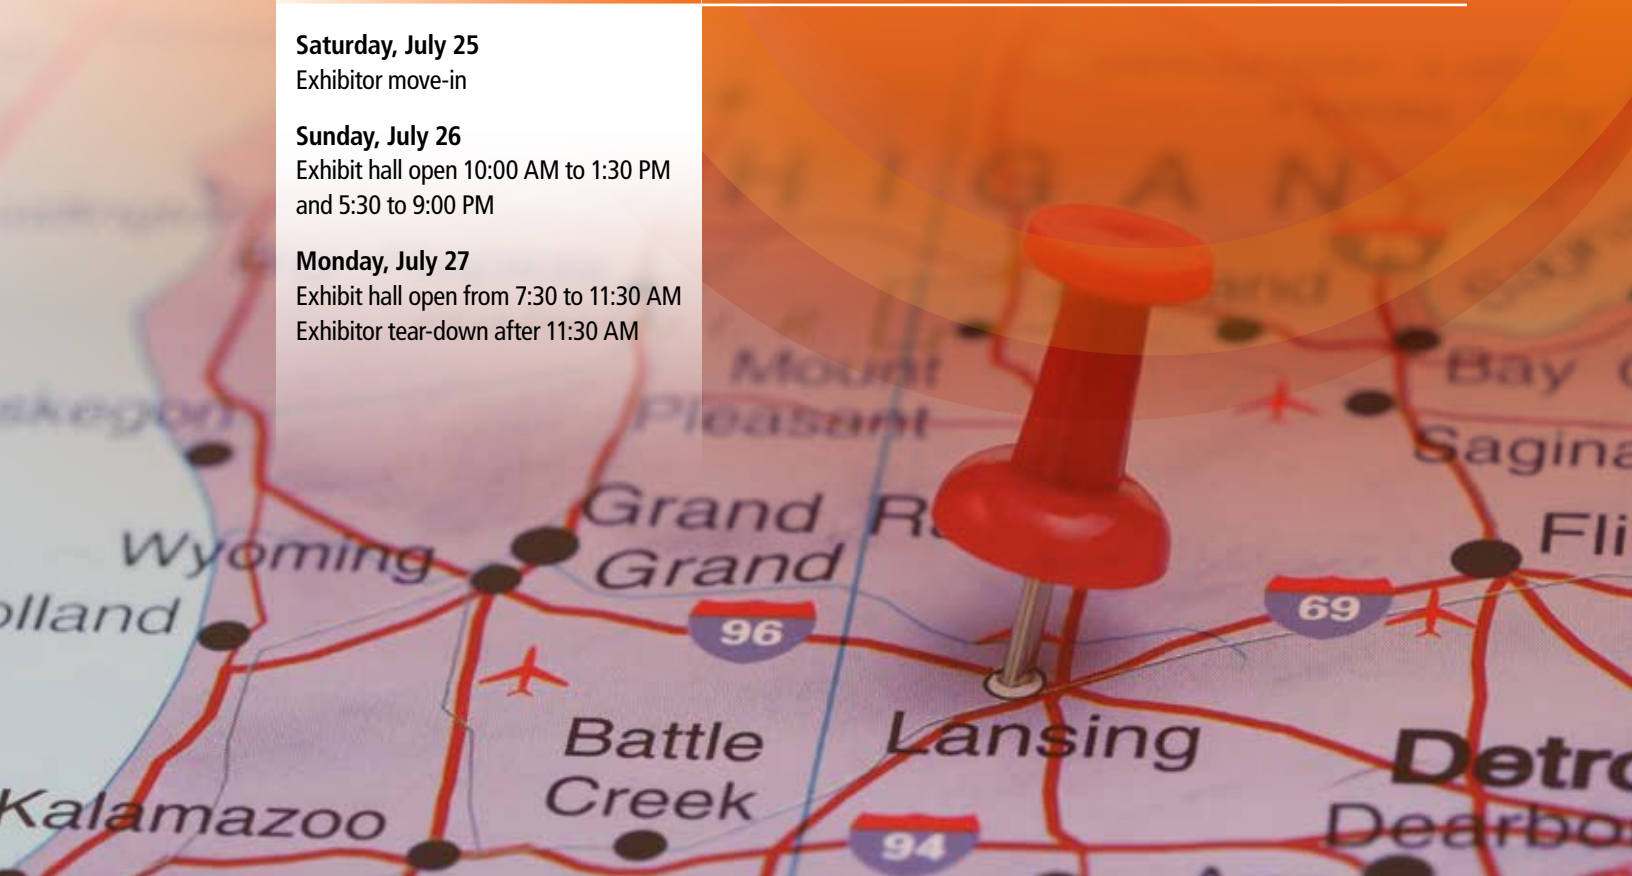 Saturday, July 25
Exhibitor move-in
Sunday, July 26
Exhibit hall open 10:00 AM to 1:30 PM
and 5:30 to 9:00 PM
Monday, July 27
Exhibit hall open from 7:30 to 11:30 AM
Exhibitor tear-down after 11:30 AM
H I G A N
Mount
Pleasant
Bay
skegon
Sagina
Grand
Wyoming
Grand
Fli
olland
96
69
Battle
Creek
Lansing
Detro
Kalamazoo
Dearbo
94